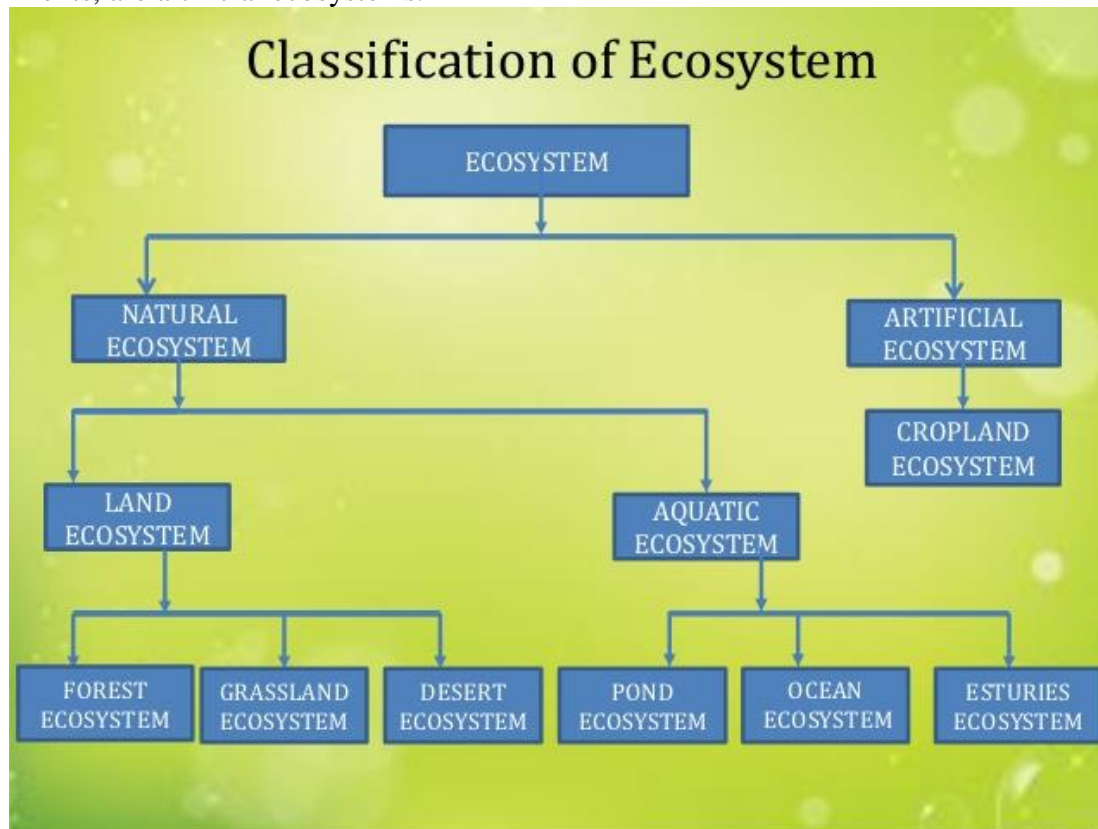 Classification of Ecosystem
ECOSYSTEM
NATURAL
ECOSYSTEM
ARTIFICIAL
ECOSYSTEM
CROPLAND
ECOSYSTEM
LAND
ECOSYSTEM
AQUATIC
ECOSYSTEM
FOREST
ECOSYSTEM
GRASSLAND
ECOSYSTEM
DESERT
ECOSYSTEM
POND
ECOSYSTEM
OCEAN
ECOSYSTEM
ESTURIES
ECOSYSTEM